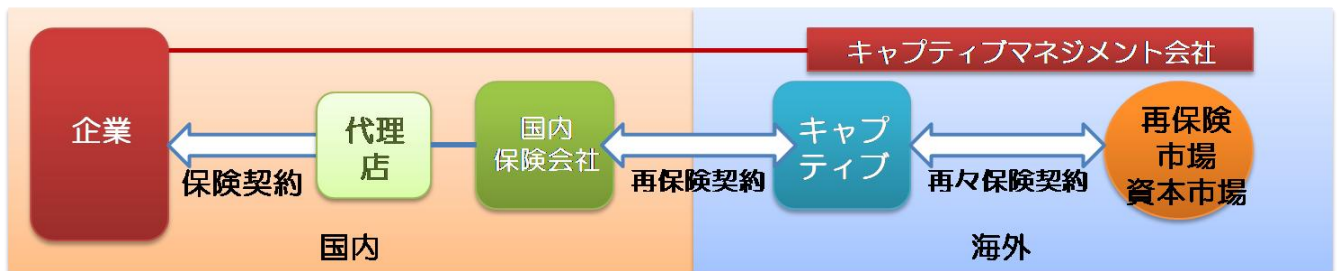 キャプティブマネジメント会社
企業
代理
店
国内
保険会社
キャプ
ティブ
再保険
市場
資本市場
保険契約
再保険契約
再々保険契約
国内
海外